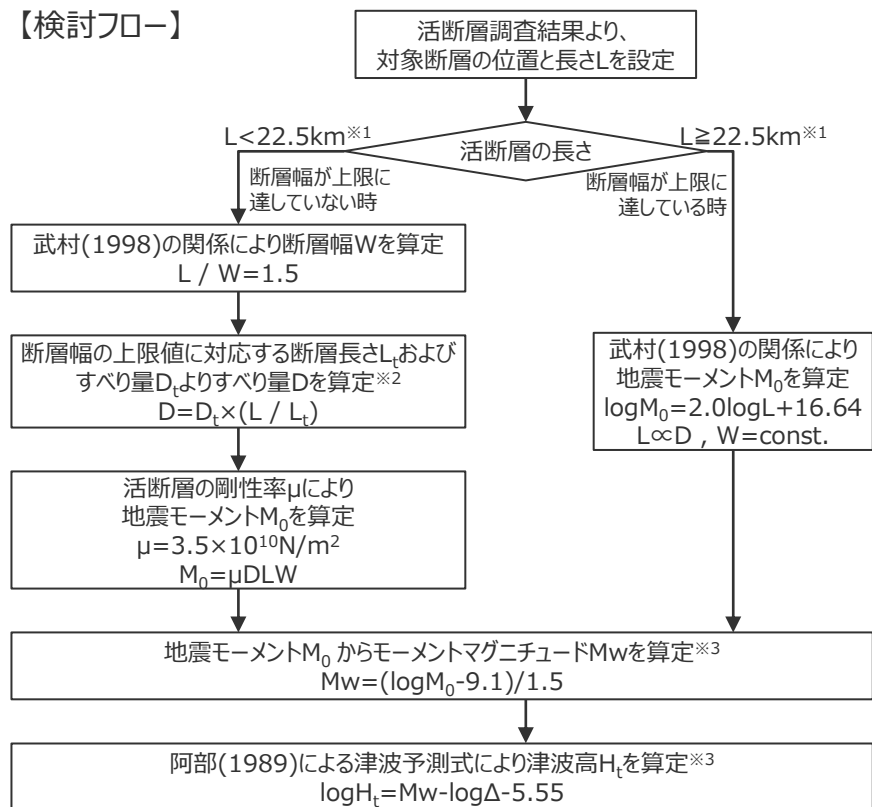 【検討フロー】
活断層調査結果より、
対象断層の位置と長さLを設定
L<22.5km※1
活断層の長さ
L≧22.5km※1
断層幅が上限に
達していない時
断層幅が上限に
達している時
武村(1998)の関係により断層幅Wを算定
L / W=1.5
断層幅の上限値に対応する断層長さLtおよび
すべり量Dtよりすべり量Dを算定※2
D=Dt×(L / Lt)
活断層の剛性率μにより
地震モーメントM0を算定
μ=3.5×10¹⁰N/m²
M0=μDLW
武村(1998)の関係により
地震モーメントM0を算定
logM0=2.0logL+16.64
L∝D , W=const.
地震モーメントM0 からモーメントマグニチュードMwを算定※3
Mw=(logM0-9.1)/1.5
阿部(1989)による津波予測式により津波高Htを算定※3
logHt=Mw-logΔ-5.55